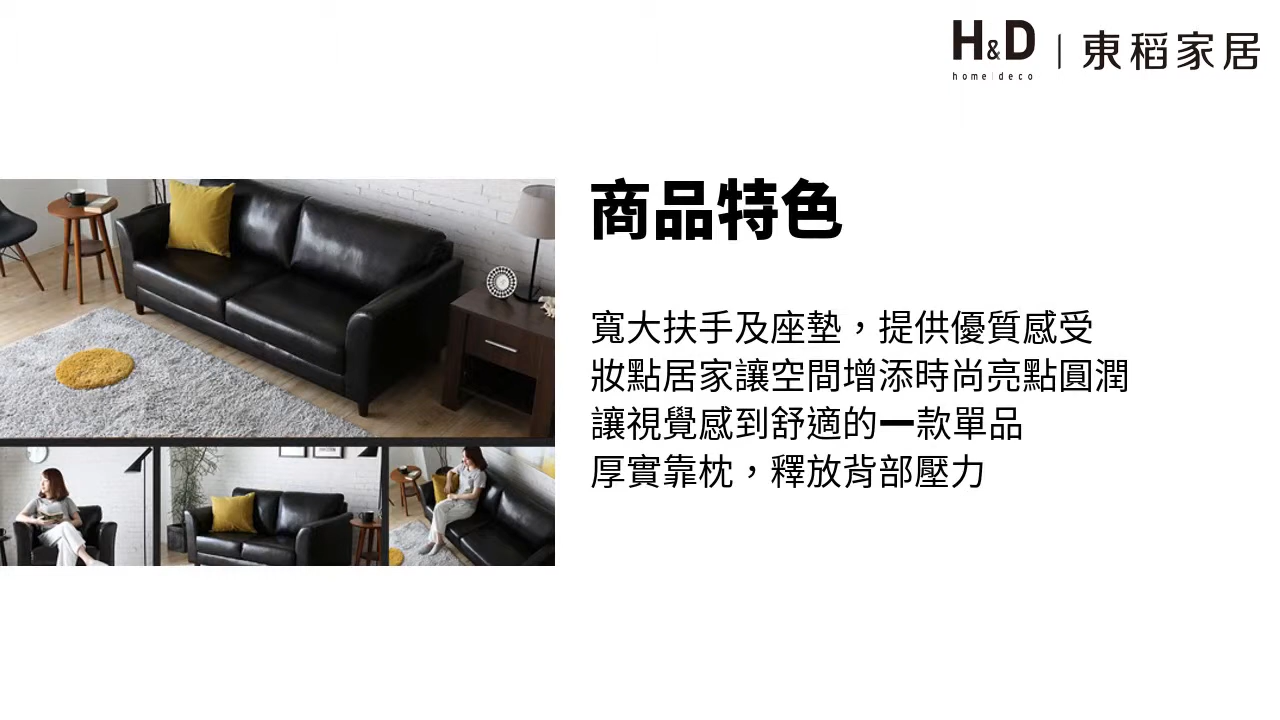 H&D | 東稻家居
home deco
商品特色
寬大扶手及座墊，提供優質感受
妝點居家讓空間增添時尚亮點圓潤
讓視覺感到舒適的一款單品
厚實靠枕，釋放背部壓力